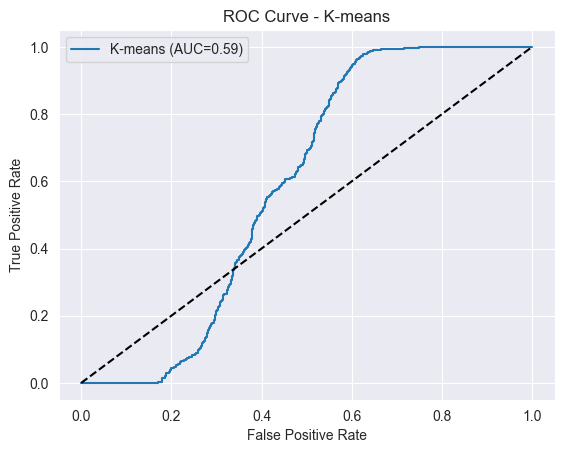 ROC Curve - K-means
K-means (AUC=0.59)
True Positive Rate
1.0
0.8
0.6
0.4
0.2
0.0
0.0 0.2 0.4 0.6 0.8 1.0
False Positive Rate